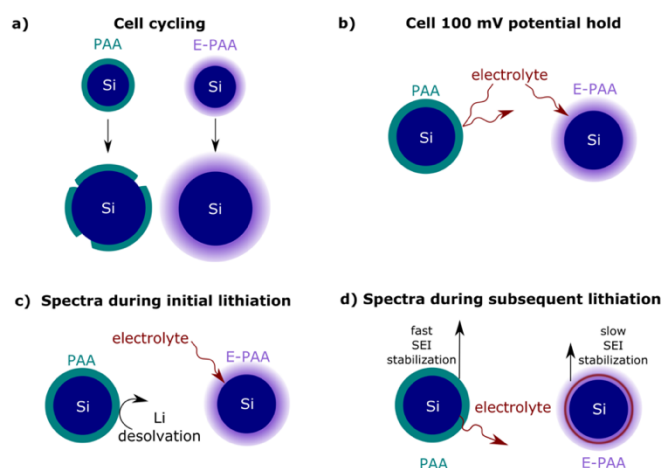 a) Cell cycling
PAA E-PAA
Si Si
Si Si
b) Cell 100 mV potential hold
electrolyte
PAA E-PAA
Si Si
c) Spectra during initial lithiation
electrolyte
PAA E-PAA
Si Si
Li
desolvation
d) Spectra during subsequent lithiation
fast slow
SEI SEI
stabilization stabilization
Si Si
electrolyte
PAA E-PAA